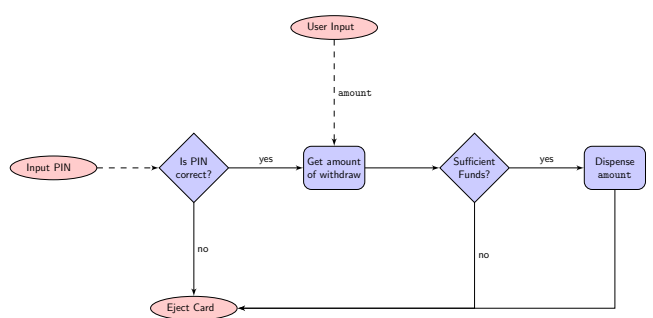 User Input
amount
Input PIN
Is PIN
correct?
yes
Get amount
of withdraw
Sufficient
Funds?
yes
Dispense
amount
no
no
Eject Card